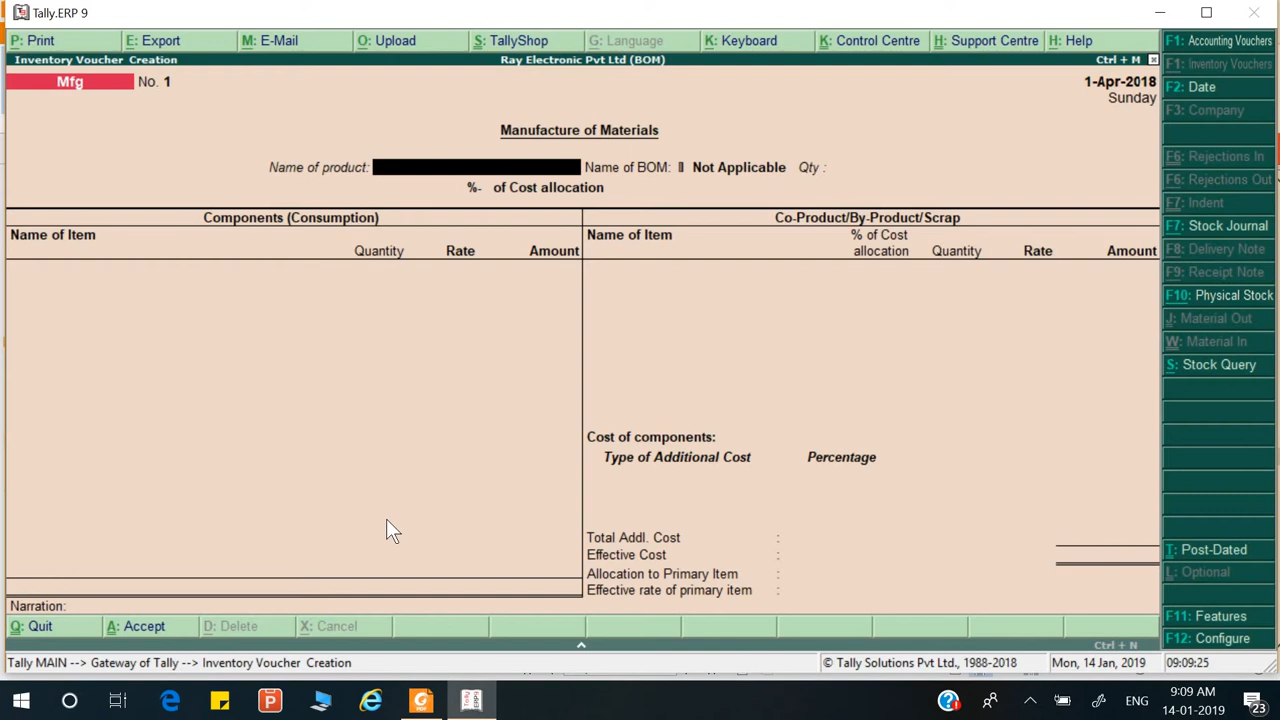 Tally.ERP 9
P: Print E: Export M: E-Mail O: Upload S: TallyShop G: Language K: Keyboard K: Control Centre H: Support Centre H: Help
F1: Accounting Vouchers
Inventory Voucher Creation Ray Electronic Pvt Ltd (BOM) Ctrl + M
F1: Inventory Vouchers
Mfg No. 1 1-Apr-2018
F2: Date
Sunday
F3: Company
Manufacture of Materials
F6: Rejections In
Name of product: Name of BOM: Not Applicable Qty :
F6: Rejections Out
%- of Cost allocation
F7: Indent
Components (Consumption) Co-Product/By-Product/Scrap
F7: Stock Journal
Name of Item Name of Item % of Cost
Quantity Rate Amount allocation Quantity Rate Amount
F8: Delivery Note
F9: Receipt Note
F10: Physical Stock
J: Material Out
W: Material In
S: Stock Query
Cost of components:
Type of Additional Cost Percentage
Total Addl. Cost :
T: Post-Dated
Effective Cost :
L: Optional
Allocation to Primary Item :
Effective rate of primary item :
Narration:
F11: Features
Q: Quit A: Accept D: Delete X: Cancel
F12: Configure
Ctrl + N
Tally MAIN --> Gateway of Tally --> Inventory Voucher Creation © Tally Solutions Pvt Ltd., 1988-2018 Mon, 14 Jan, 2019 09:09:25
ENG 9:09 AM
14-01-2019 23